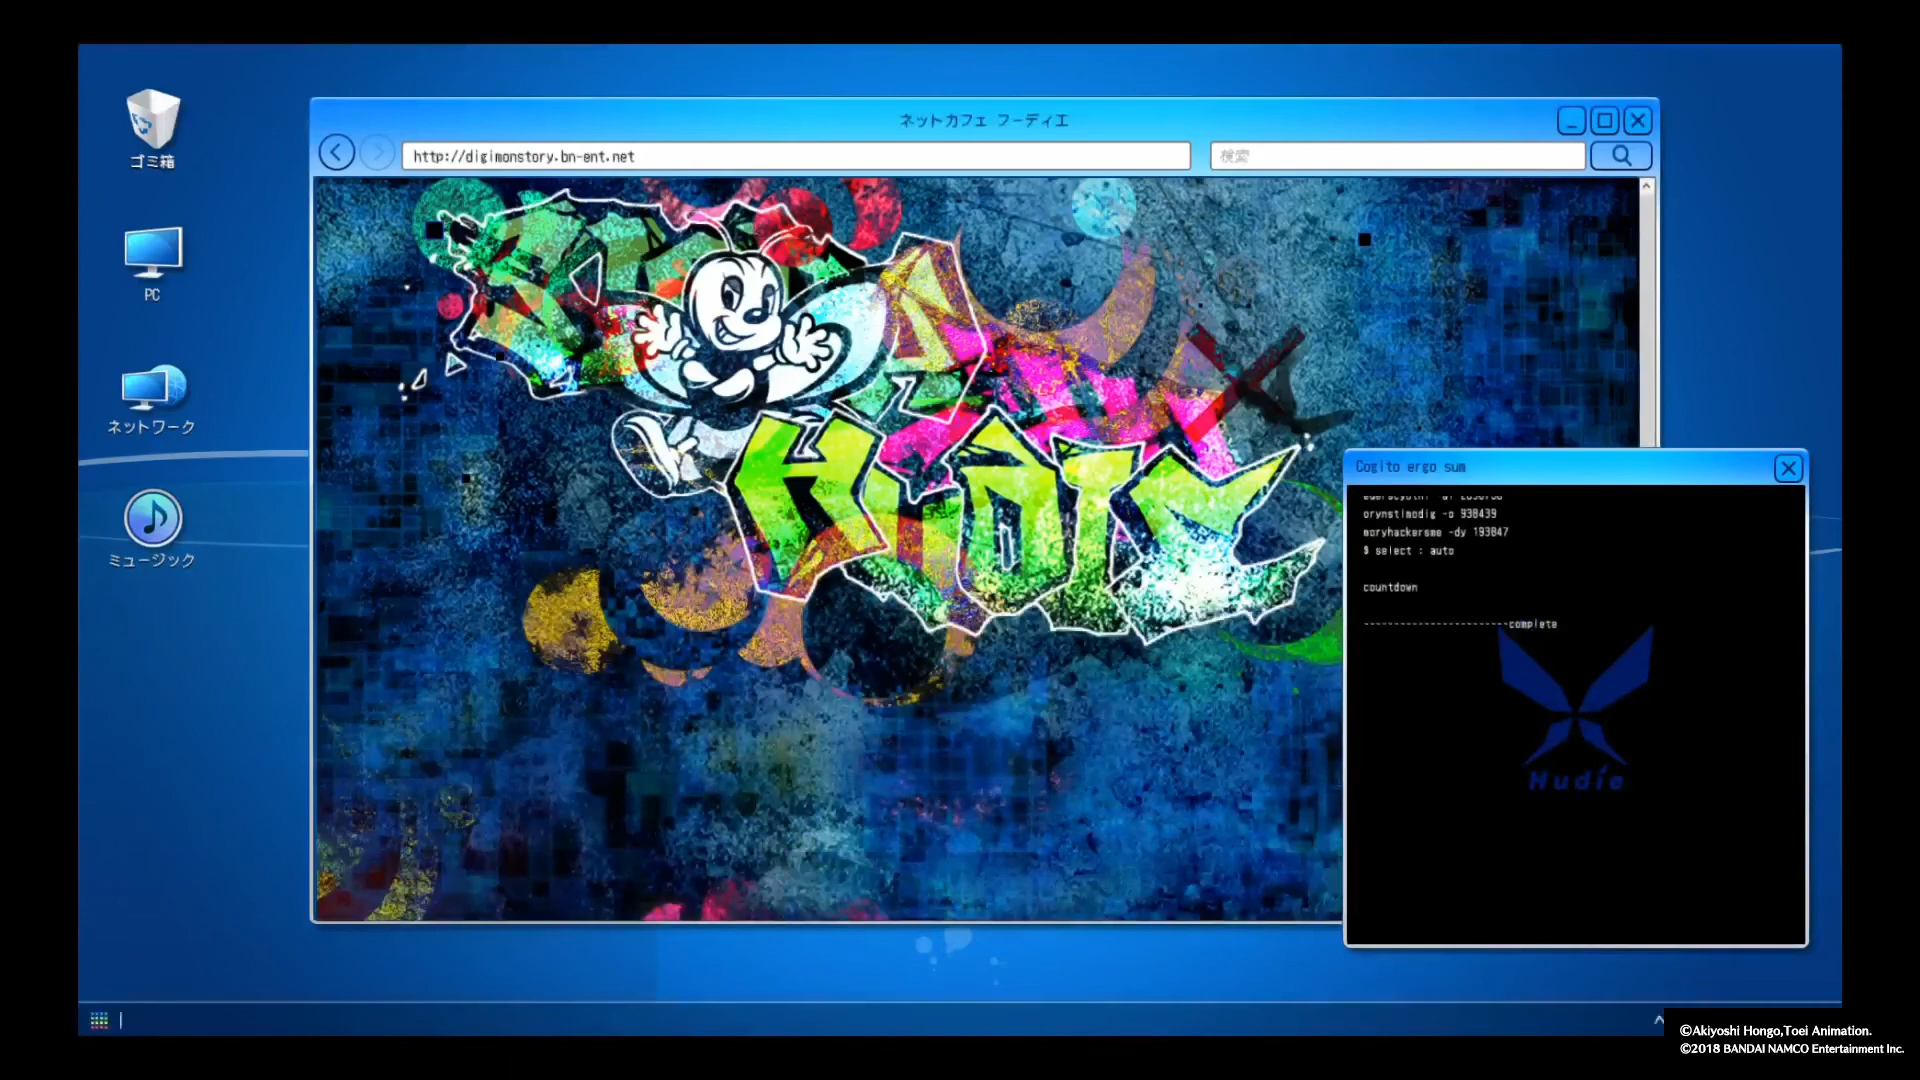 ゴミ箱
PC
ネットワーク
ミュージック
ネットカフェ フーディエ
http://digimonstory.bn-ent.net
検索
HUDIE
Cogito ergo sum
orynstimodig -o 938439
moryhackersme -dy 193847
$ select : auto
countdown
------------------------complete
Hudie
©Akiyoshi Hongo,Toei Animation.
©2018 BANDAI NAMCO Entertainment Inc.